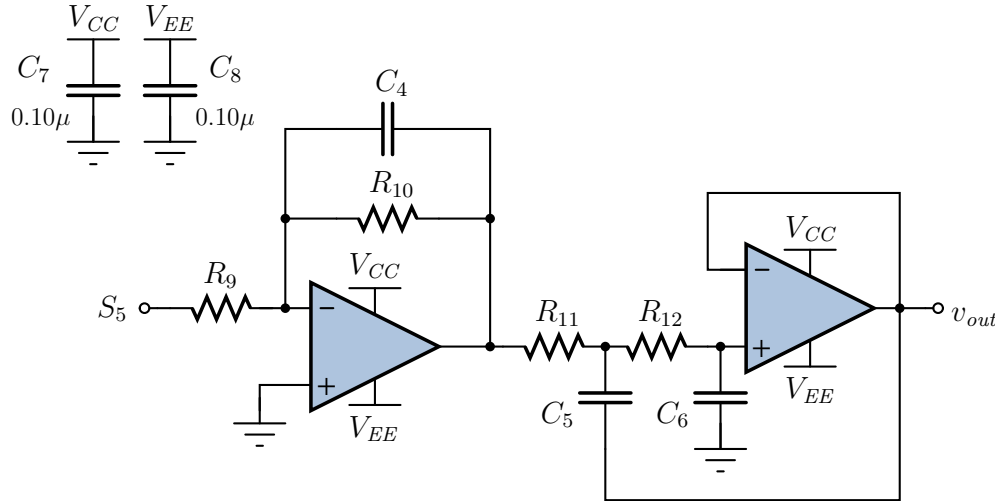 V_CC V_EE
C_7 C_8
0.10μ 0.10μ
C_4
R_10
V_CC
R_9
S_5
−
+
V_EE
R_11 R_12
C_5 C_6
V_CC
−
+
V_EE
v_out